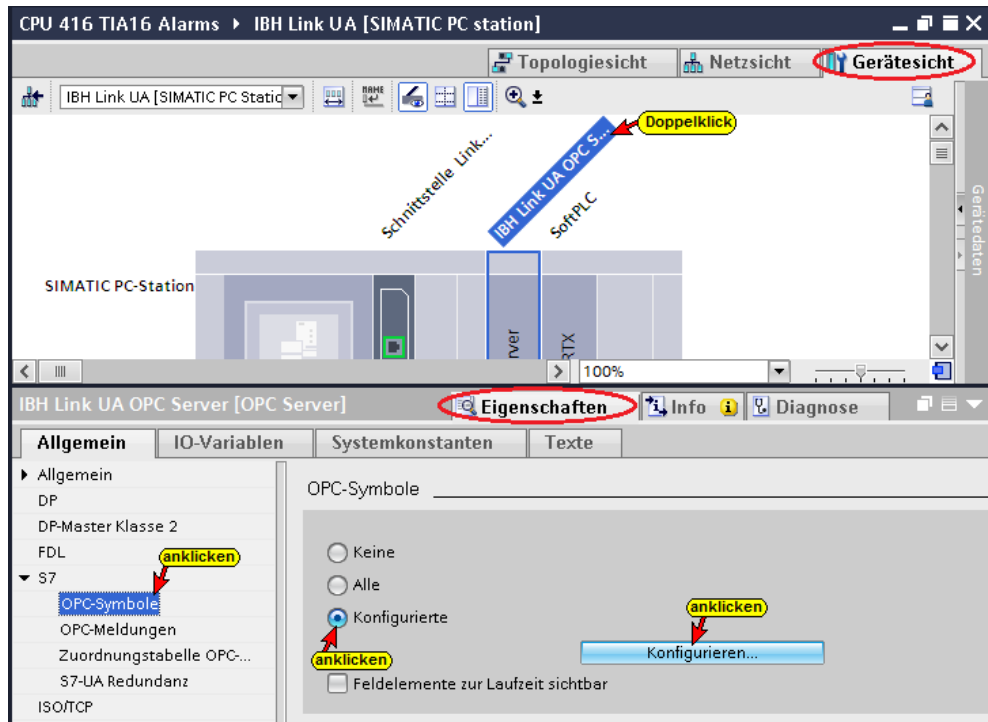 CPU 416 TIA16 Alarms ▸ IBH Link UA [SIMATIC PC station]
Topologiesicht Netzsicht Gerätesicht
IBH Link UA [SIMATIC PC Static
Doppelklick
Schnittstelle Link...
IBH Link UA OPC S...
SoftPLC
Gerätedaten
SIMATIC PC-Station
rver
RTX
100%
IBH Link UA OPC Server [OPC Server]
Eigenschaften Info Diagnose
Allgemein IO-Variablen Systemkonstanten Texte
Allgemein
DP
DP-Master Klasse 2
FDL
anklicken
S7
OPC-Symbole
OPC-Meldungen
Zuordnungstabelle OPC-...
S7-UA Redundanz
ISO/TCP
OPC-Symbole
Keine
Alle
Konfigurierte
anklicken
anklicken
Konfigurieren...
Feldelemente zur Laufzeit sichtbar